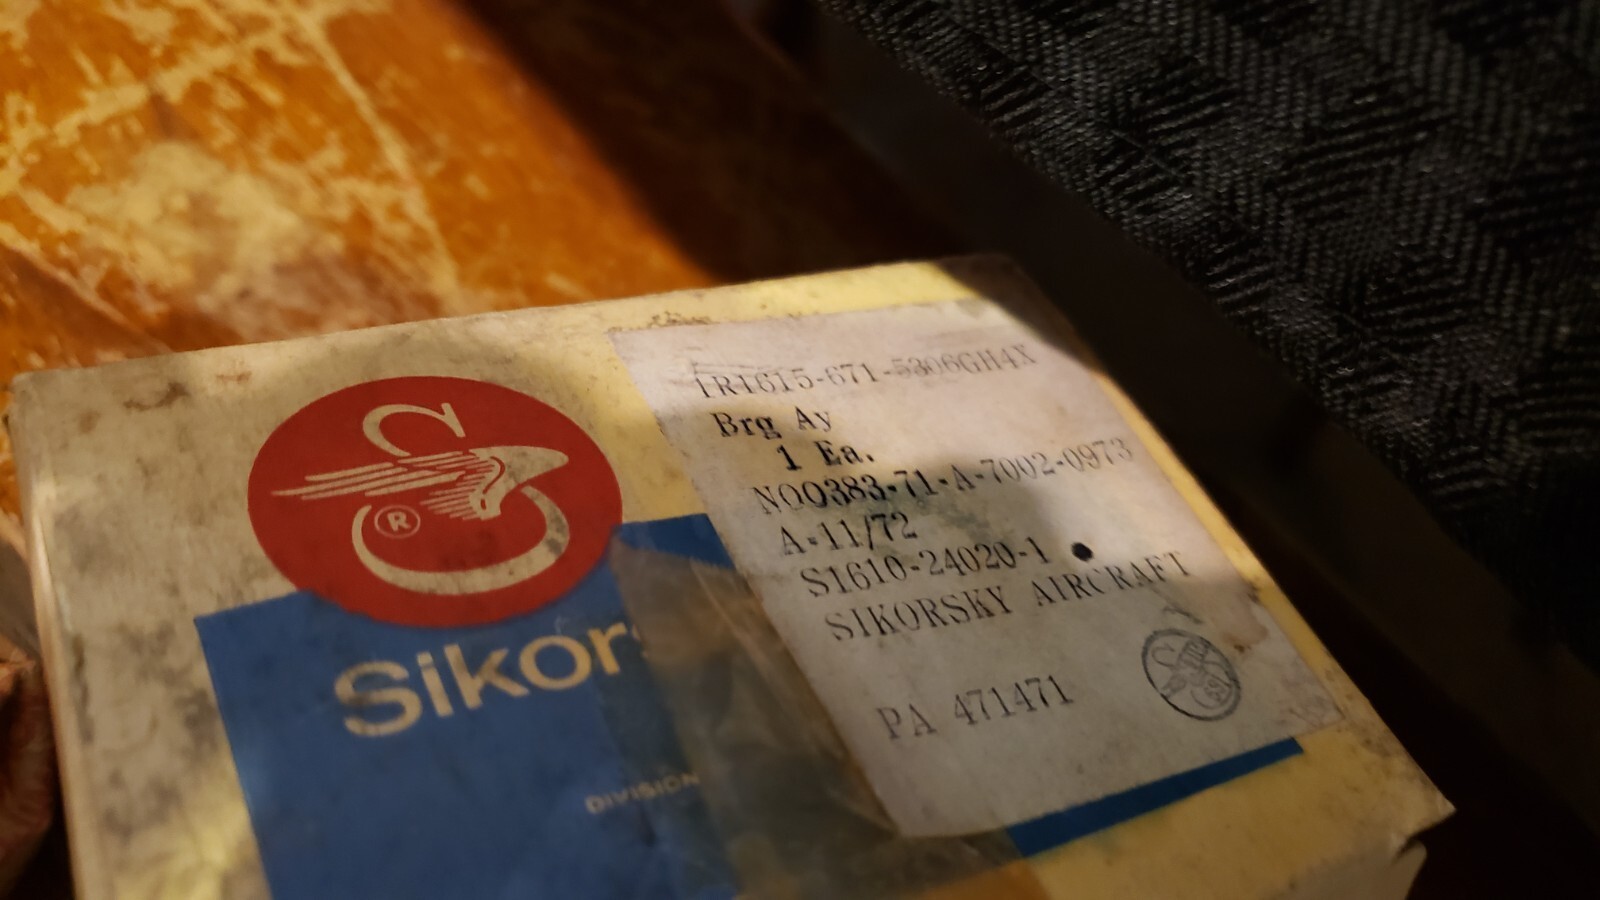 1R1615-671-5306GH4X
Brg Ay
1 Ea.
N00383-71-A-7002-0973
A-11/72
S1610-24020-1
SIKORSKY AIRCRAFT
PA 471471
S
®
Sikor
DIVISION